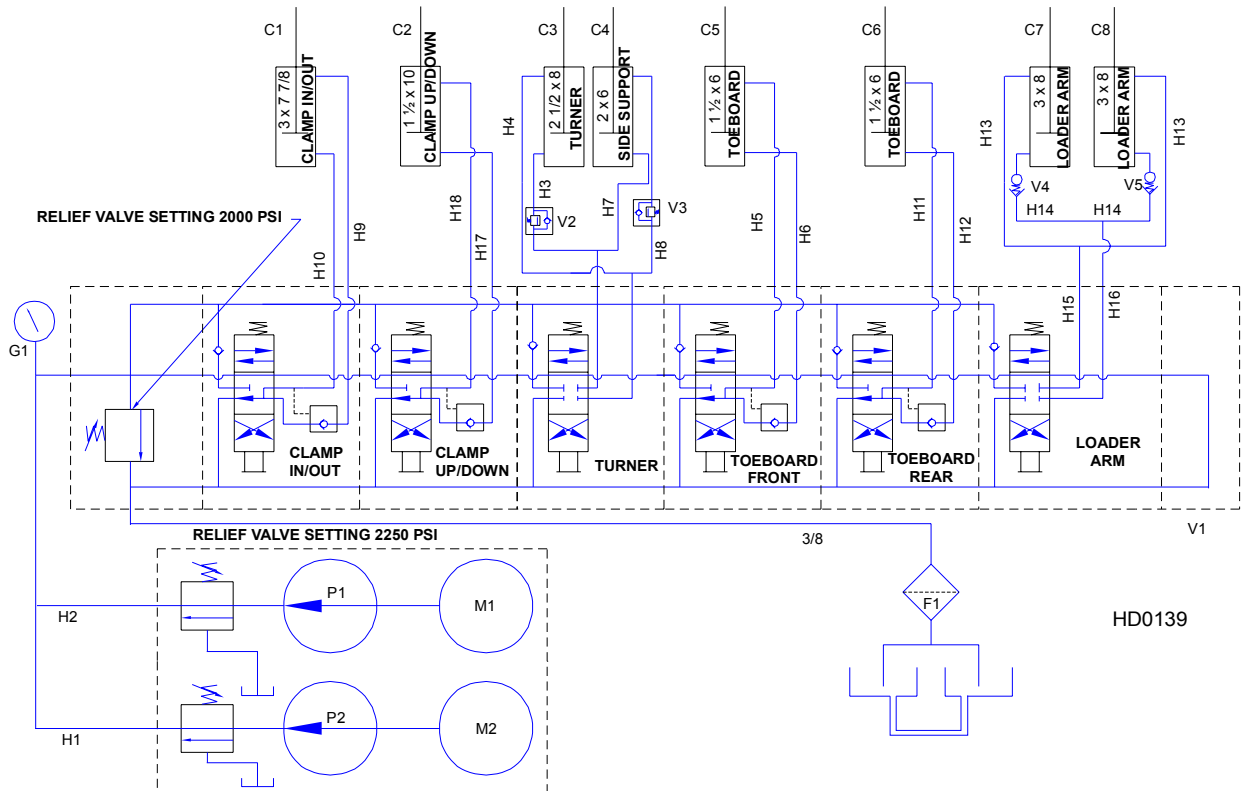 C1
C2
C3
C4
C5
C6
C7
C8
3 x 7 7/8
CLAMP IN/OUT
1 ½ x 10
CLAMP UP/DOWN
2 1/2 x 8
TURNER
2 x 6
SIDE SUPPORT
1 ½ x 6
TOEBOARD
1 ½ x 6
TOEBOARD
3 x 8
LOADER ARM
3 x 8
LOADER ARM
H4
H13
H13
H3
V2
H7
V3
H8
V4
V5
H14
H14
RELIEF VALVE SETTING 2000 PSI
H10
H9
H18
H17
H5
H6
H11
H12
H15
H16
G1
CLAMP
IN/OUT
CLAMP
UP/DOWN
TURNER
TOEBOARD
FRONT
TOEBOARD
REAR
LOADER
ARM
V1
RELIEF VALVE SETTING 2250 PSI
3/8
P1
M1
H2
F1
HD0139
P2
M2
H1